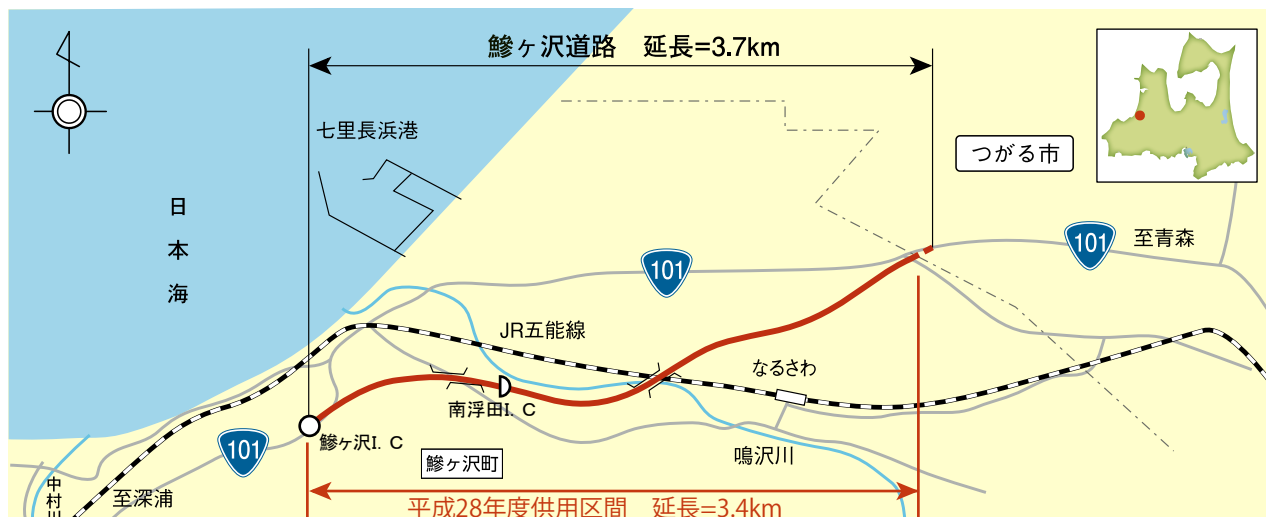 鰺ヶ沢道路 延長=3.7km
七里長浜港
つがる市
日本海
101
101
至青森
JR五能線
なるさわ
南浮田I. C
鰺ヶ沢I. C
101
鰺ヶ沢町
鳴沢川
中村川
至深浦
平成28年度供用区間 延長=3.4km